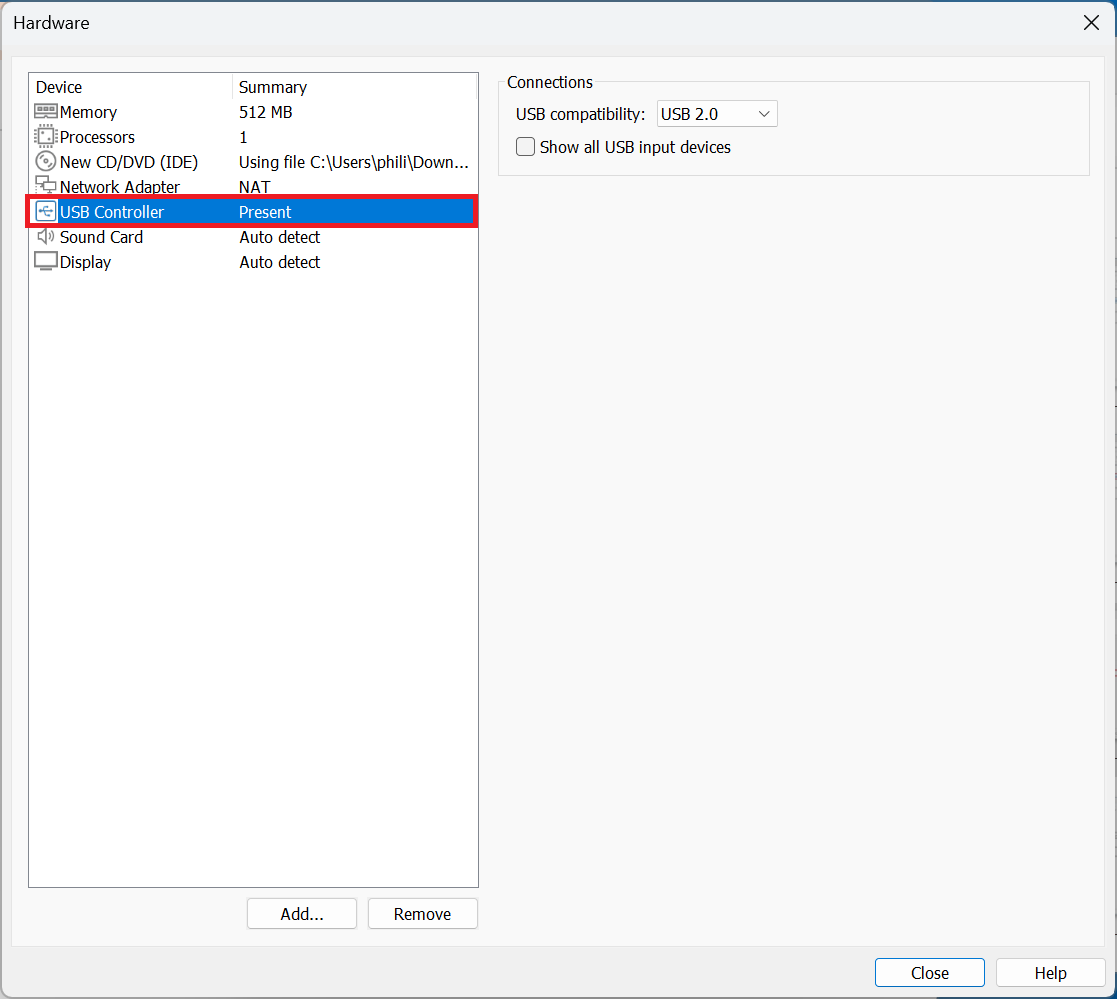 Hardware
Device Summary
Memory 512 MB
Processors 1
New CD/DVD (IDE) Using file C:\Users\phili\Down...
Network Adapter NAT
USB Controller Present
Sound Card Auto detect
Display Auto detect
Add... Remove
Connections
USB compatibility: USB 2.0
Show all USB input devices
Close Help